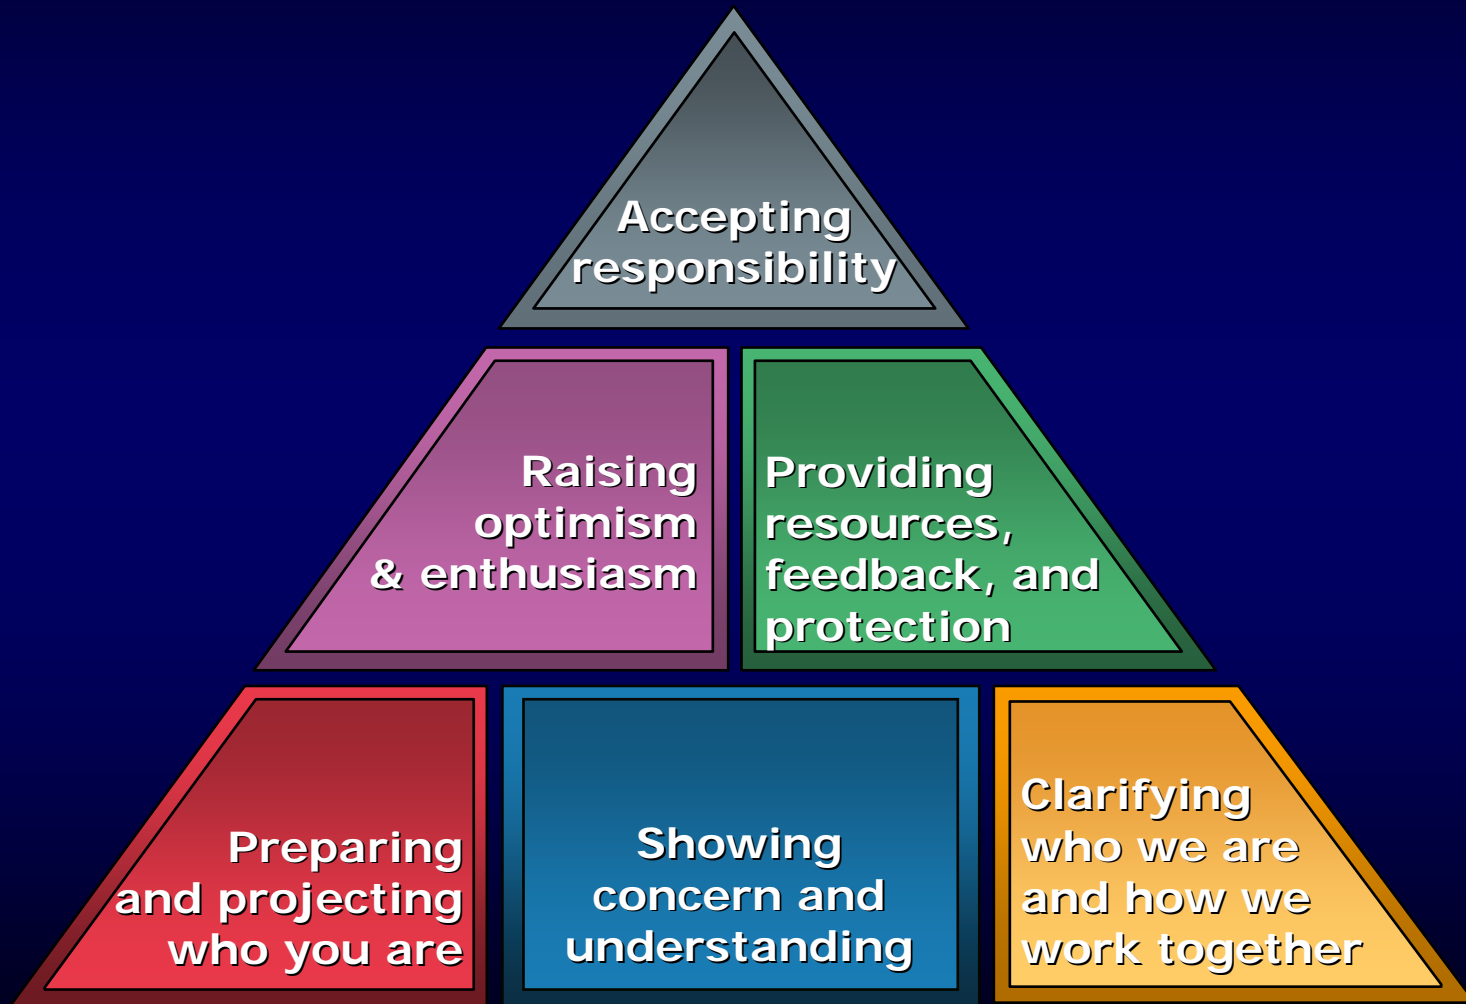 Accepting
responsibility
Raising
optimism
& enthusiasm
Providing
resources,
feedback, and
protection
Preparing
and projecting
who you are
Showing
concern and
understanding
Clarifying
who we are
and how we
work together